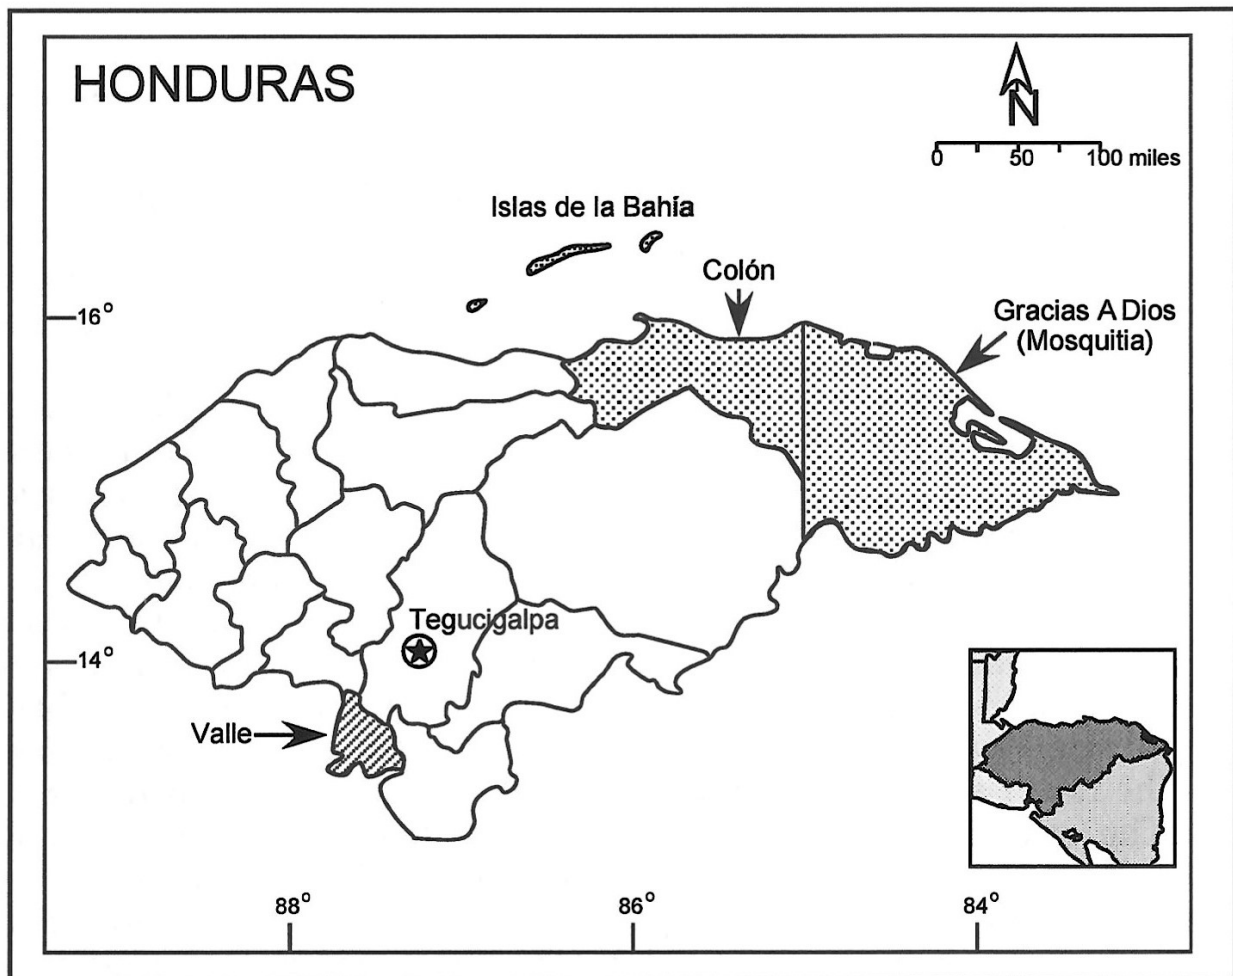 HONDURAS
N
0 50 100 miles
Islas de la Bahía
Colón
Gracias A Dios
(Mosquitia)
16°
Tegucigalpa
14°
Valle
88° 86° 84°